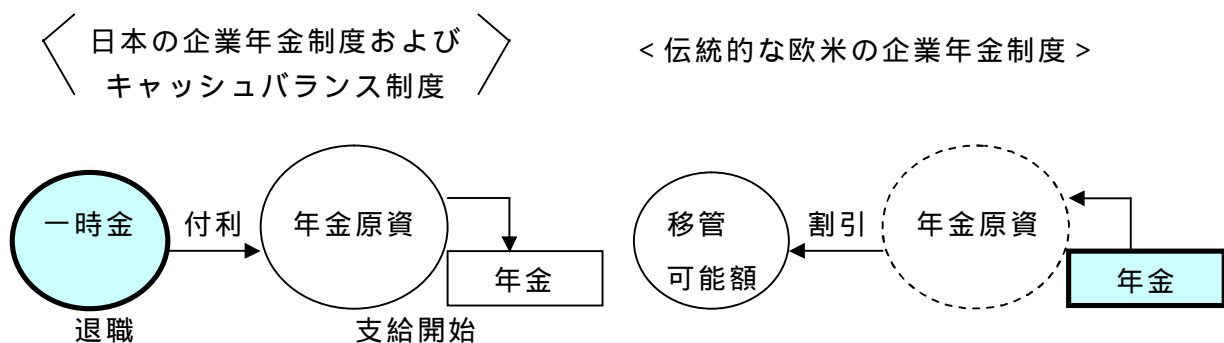 日本の企業年金制度および
キャッシュバランス制度
<伝統的な欧米の企業年金制度>
一時金
付利
年金原資
年金
退職
支給開始
移管
可能額
割引
年金原資
年金